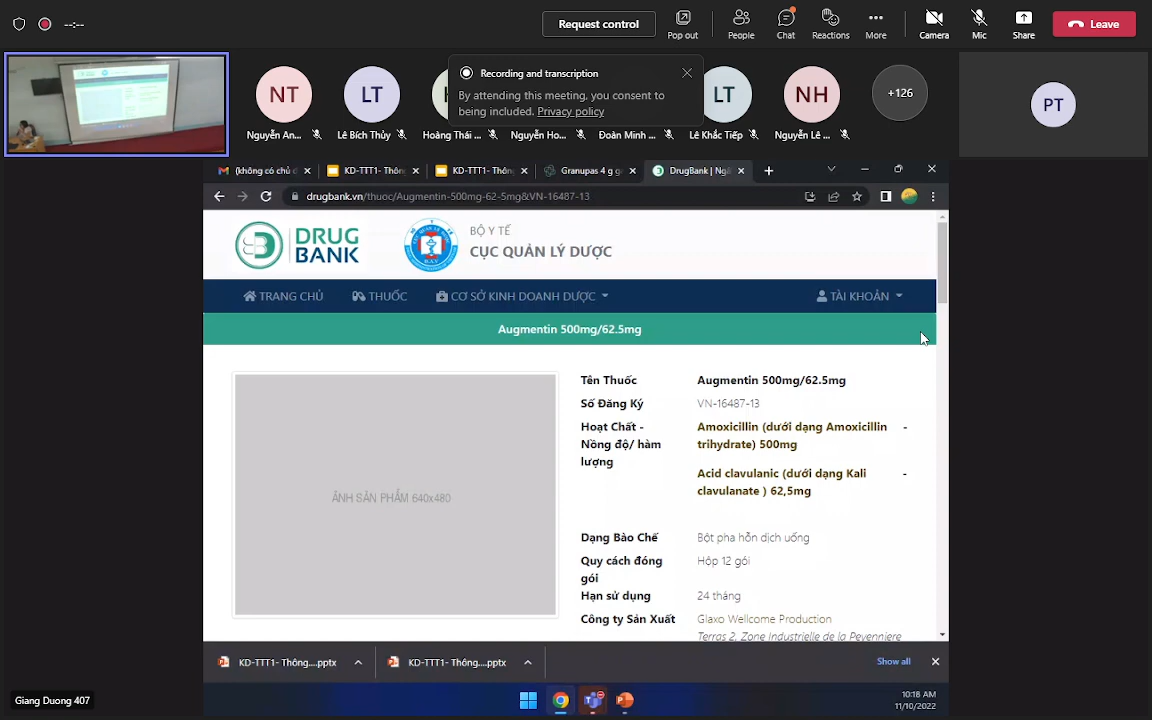 --:--
Request control
Pop out
People
Chat
Reactions
More
Camera
Mic
Share
Leave
Recording and transcription
By attending this meeting, you consent to
being included. Privacy policy
NT
LT
LT
NH
+126
PT
Nguyễn An...
Lê Bích Thủy
Hoàng Thái ...
Nguyễn Ho...
Đoàn Minh ...
Lê Khắc Tiếp
Nguyễn Lê ...
(không có chủ đ
KD-TTT1- Thông
KD-TTT1- Thông
Granupas 4 g g
DrugBank | Ngâ
drugbank.vn/thuoc/Augmentin-500mg-62-5mg&VN-16487-13
DRUG
BANK
BỘ Y TẾ
CỤC QUẢN LÝ DƯỢC
TRANG CHỦ
THUỐC
CƠ SỞ KINH DOANH DƯỢC
TÀI KHOẢN
Augmentin 500mg/62.5mg
ẢNH SẢN PHẨM 640x480
Tên Thuốc
Augmentin 500mg/62.5mg
Số Đăng Ký
VN-16487-13
Hoạt Chất -
Nồng độ/ hàm
lượng
Amoxicillin (dưới dạng Amoxicillin -
trihydrate) 500mg
Acid clavulanic (dưới dạng Kali -
clavulanate ) 62,5mg
Dạng Bào Chế
Bột pha hỗn dịch uống
Quy cách đóng
gói
Hộp 12 gói
Hạn sử dụng
24 tháng
Công ty Sản Xuất
Glaxo Wellcome Production
Terras 2. Zone Industrielle de la Peyenniere
KD-TTT1- Thông....pptx
KD-TTT1- Thông....pptx
Show all
10:18 AM
11/10/2022
Giang Duong 407